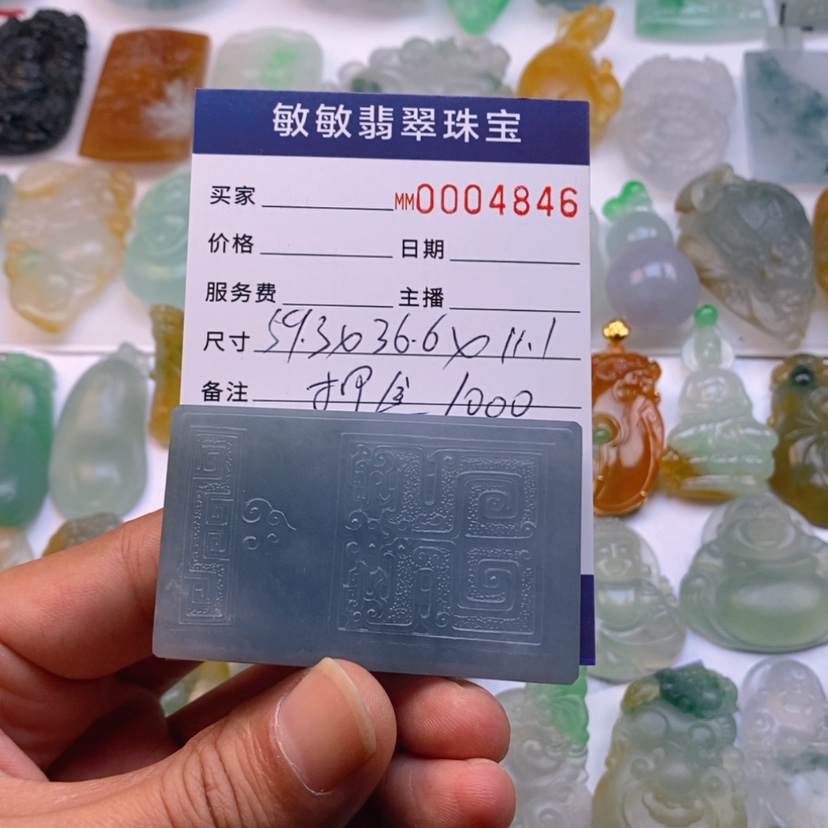 敏敏翡翠珠宝
买家 MM0004846
价格 日期
服务费 主播
尺寸 59.3x36.6x11.1
备注 押金 1000